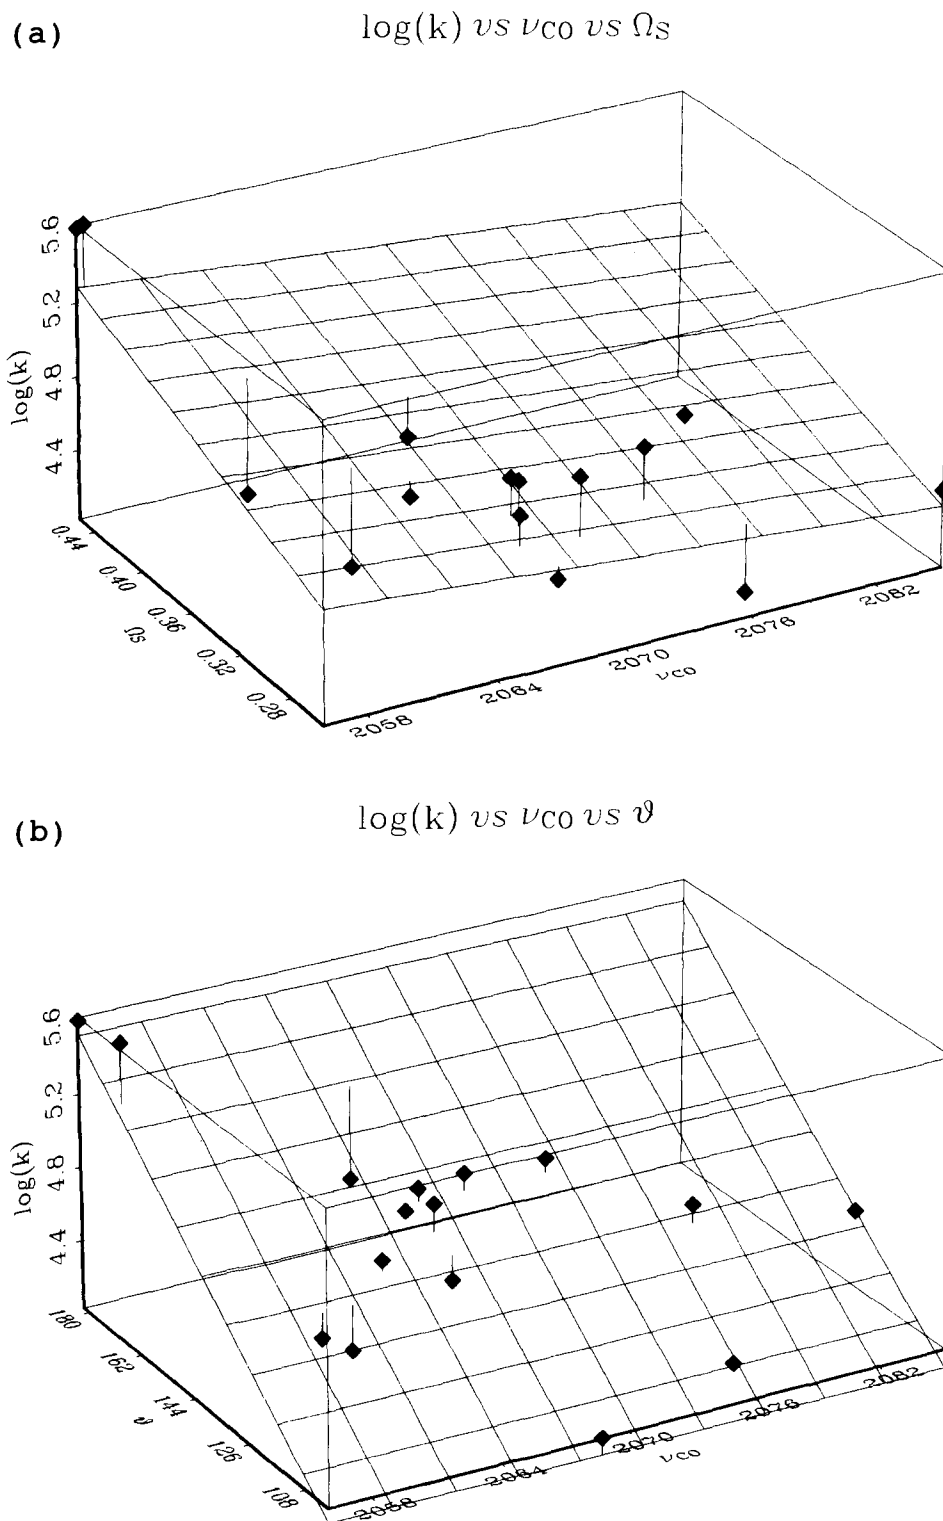 (a)
log(k) vs νCO vs ΩS
5.6
5.2
4.8
4.4
log(k)
0.44
0.40
0.36
0.32
0.28
ΩS
2058
2064
2070
2076
2082
νCO
(b)
log(k) vs νCO vs ϑ
5.6
5.2
4.8
4.4
log(k)
180
162
144
126
108
ϑ
2058
2064
2070
2076
2082
νCO